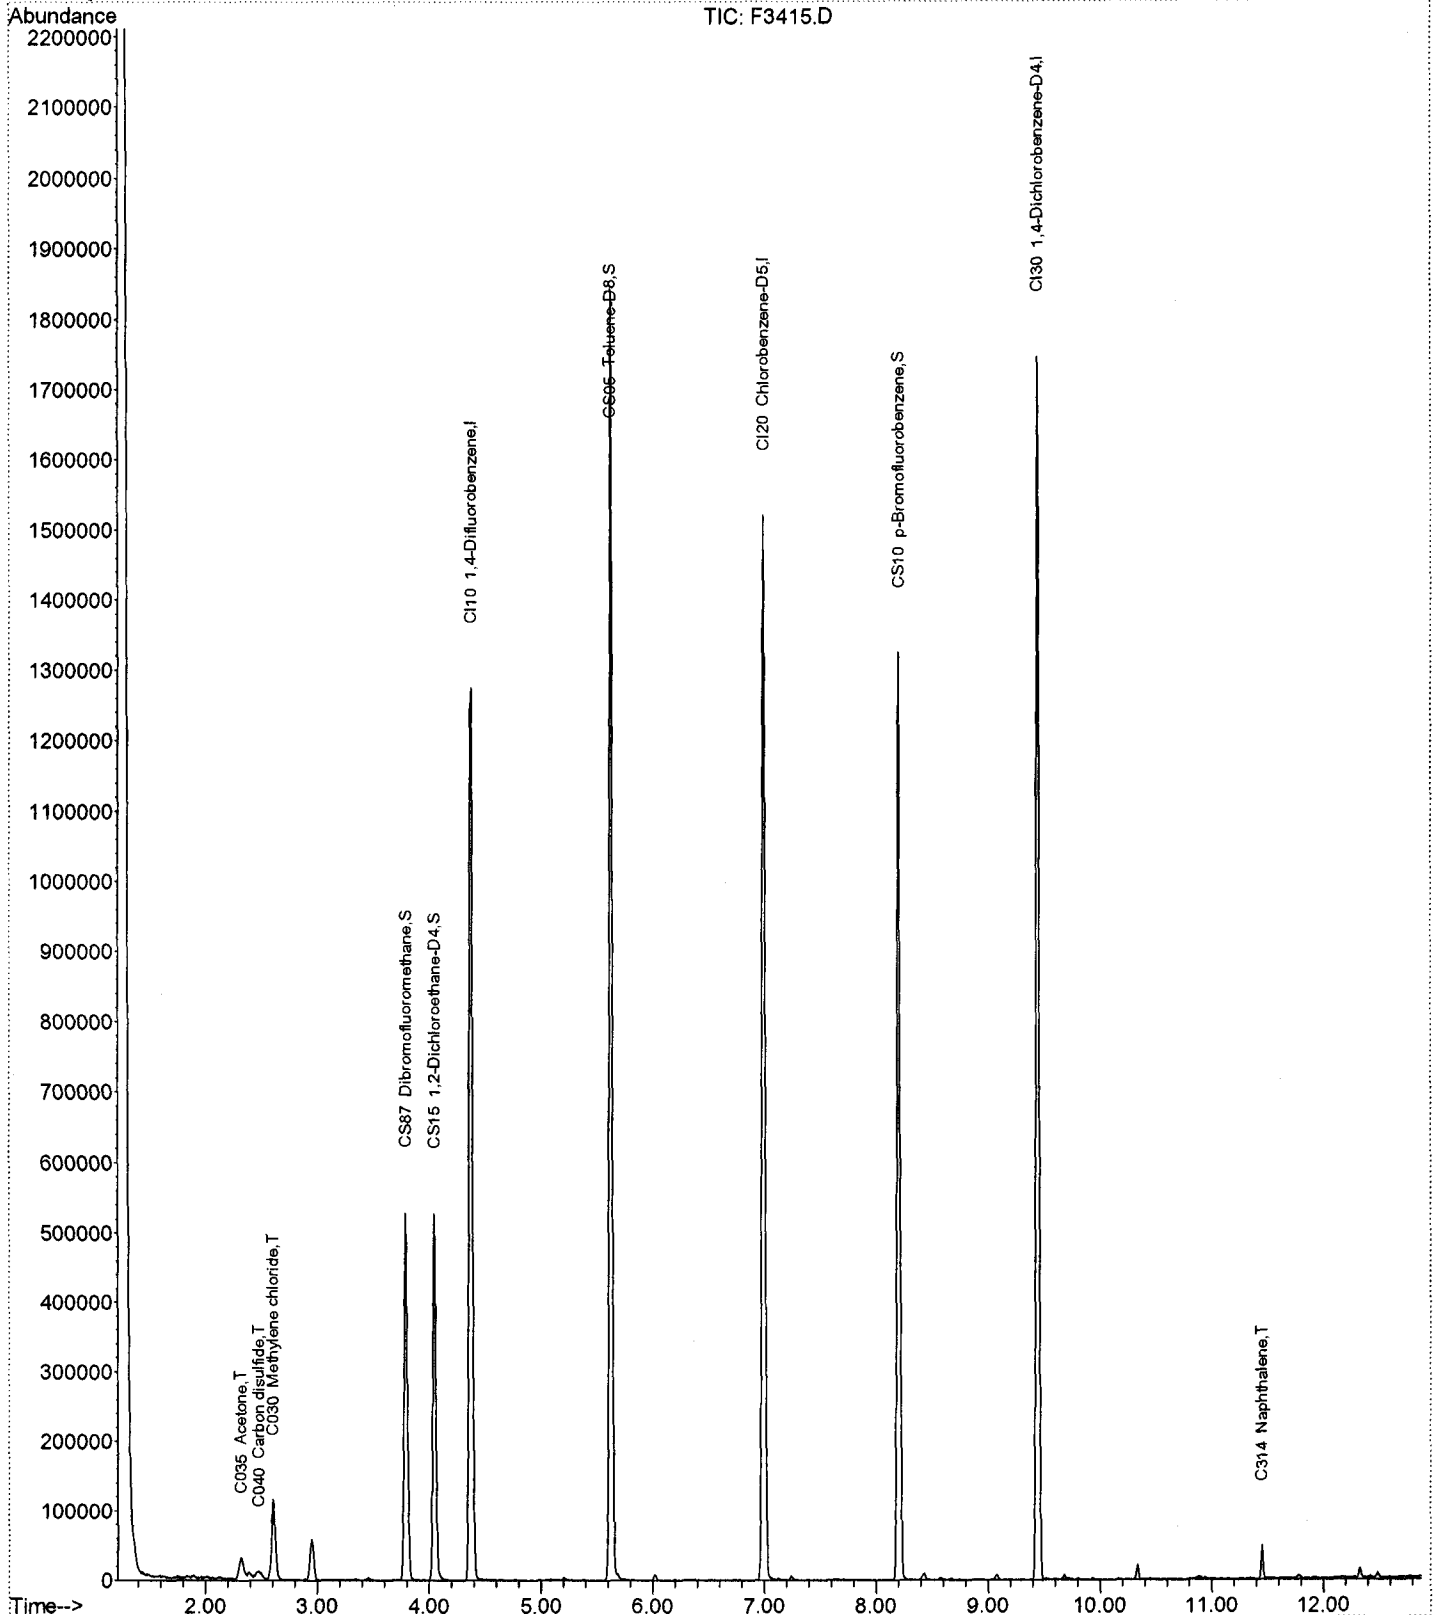 Abundance
TIC: F3415.D
2200000
2100000
2000000
1900000
1800000
1700000
1600000
1500000
1400000
1300000
1200000
1100000
1000000
900000
800000
700000
600000
500000
400000
300000
200000
100000
0
C035 Acetone,T
C040 Carbon disulfide,T
C030 Methylene chloride,T
CS87 Dibromofluoromethane,S
CS15 1,2-Dichloroethane-D4,S
CI10 1,4-Difluorobenzene,I
CS05 Toluene-D8,S
CI20 Chlorobenzene-D5,I
CS10 p-Bromofluorobenzene,S
CI30 1,4-Dichlorobenzene-D4,I
C314 Naphthalene,T
Time--> 2.00 3.00 4.00 5.00 6.00 7.00 8.00 9.00 10.00 11.00 12.00